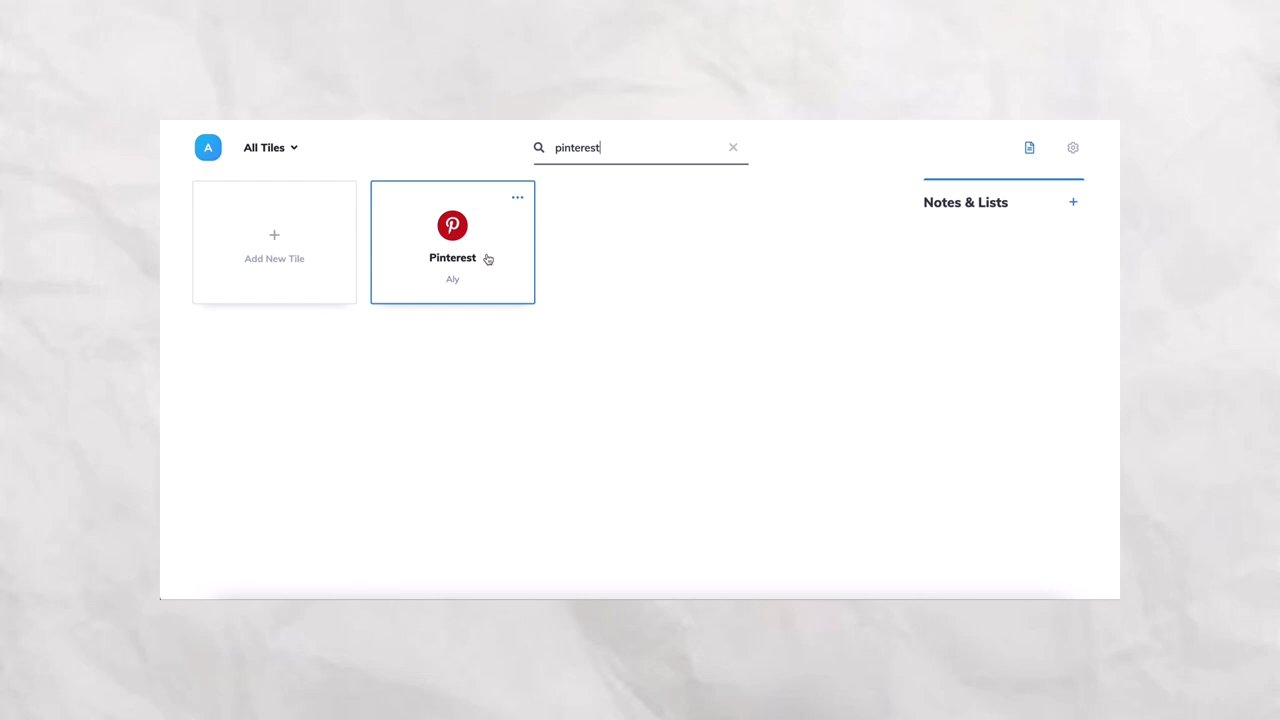 A
All Tiles
pinterest
Add New Tile
Pinterest
Aly
Notes & Lists